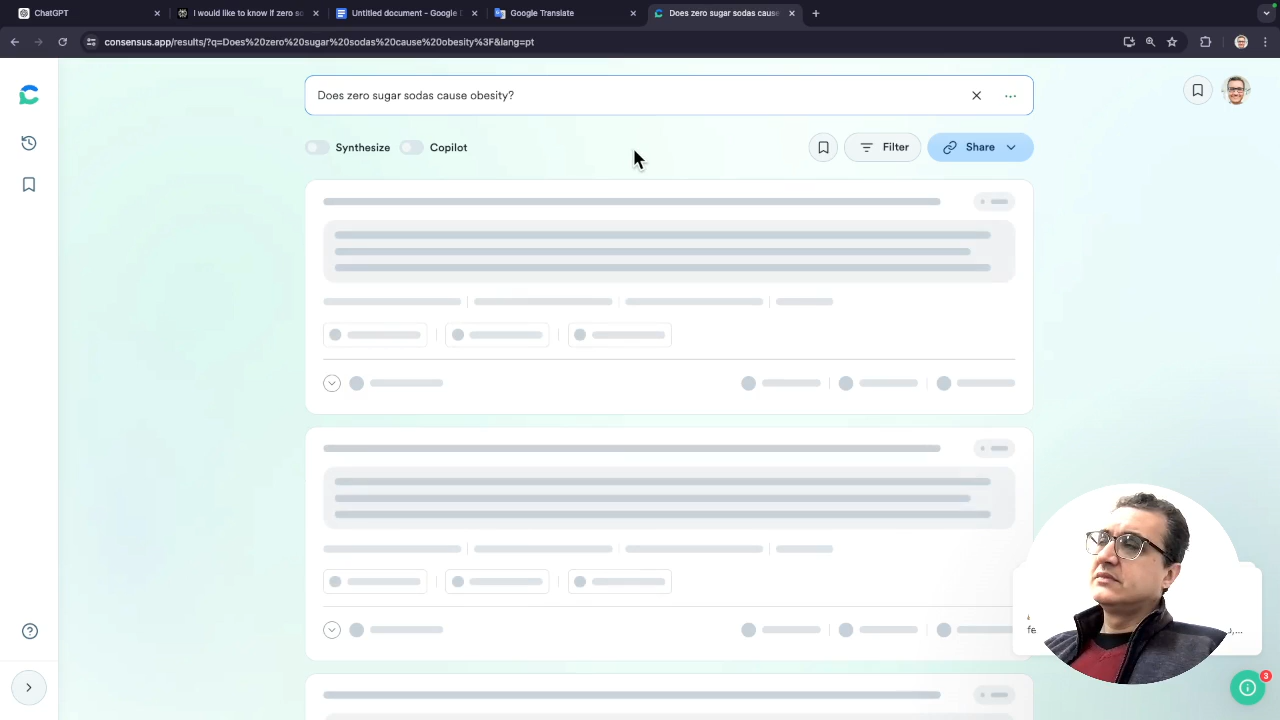 ChatGPT
I would like to know if zero so
Untitled document - Google D
Google Translate
Does zero sugar sodas cause
consensus.app/results/?q=Does%20zero%20sugar%20sodas%20cause%20obesity%3F&lang=pt
Does zero sugar sodas cause obesity?
Synthesize
Copilot
Filter
Share
3